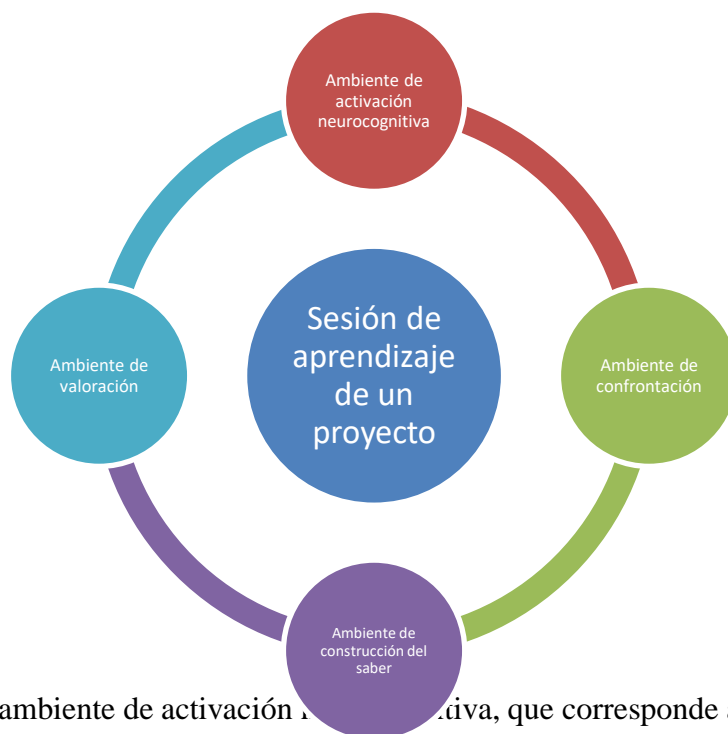 Ambiente de
activación
neurocognitiva
Sesión de
aprendizaje
de un
proyecto
Ambiente de
valoración
Ambiente de
confrontación
Ambiente de
construcción del
saber
ambiente de activación tiva, que corresponde